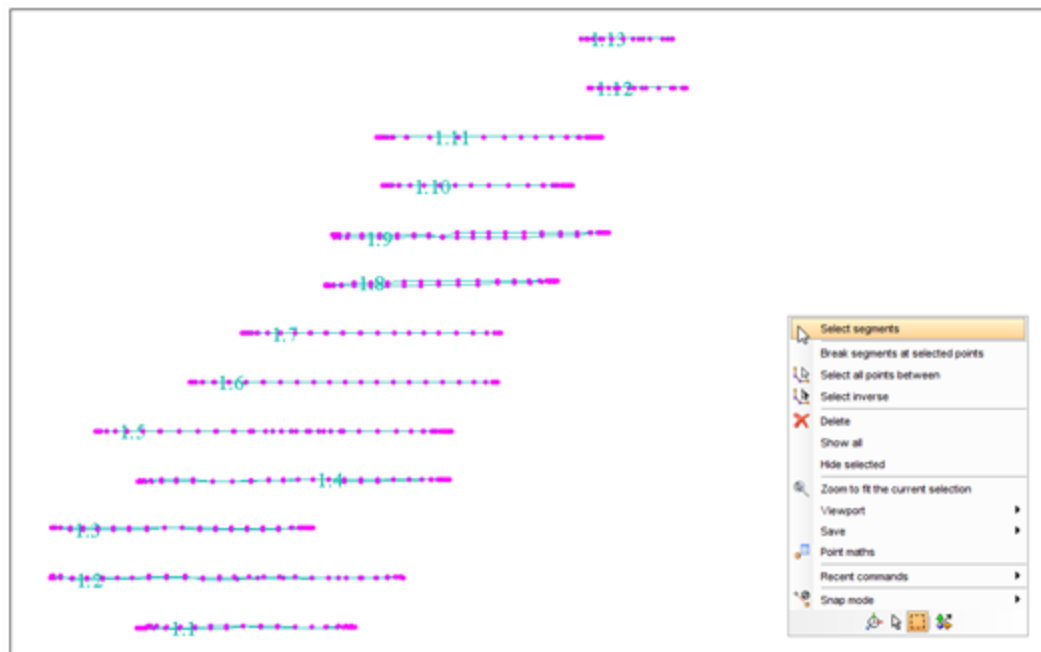 1.13
1.12
1.11
1.10
1.9
1.8
1.7
1.6
1.5
1.4
1.3
1.2
1.1
Select segments
Break segments at selected points
Select all points between
Select inverse
Delete
Show all
Hide selected
Zoom to fit the current selection
Viewport
Save
Point maths
Recent commands
Snap mode